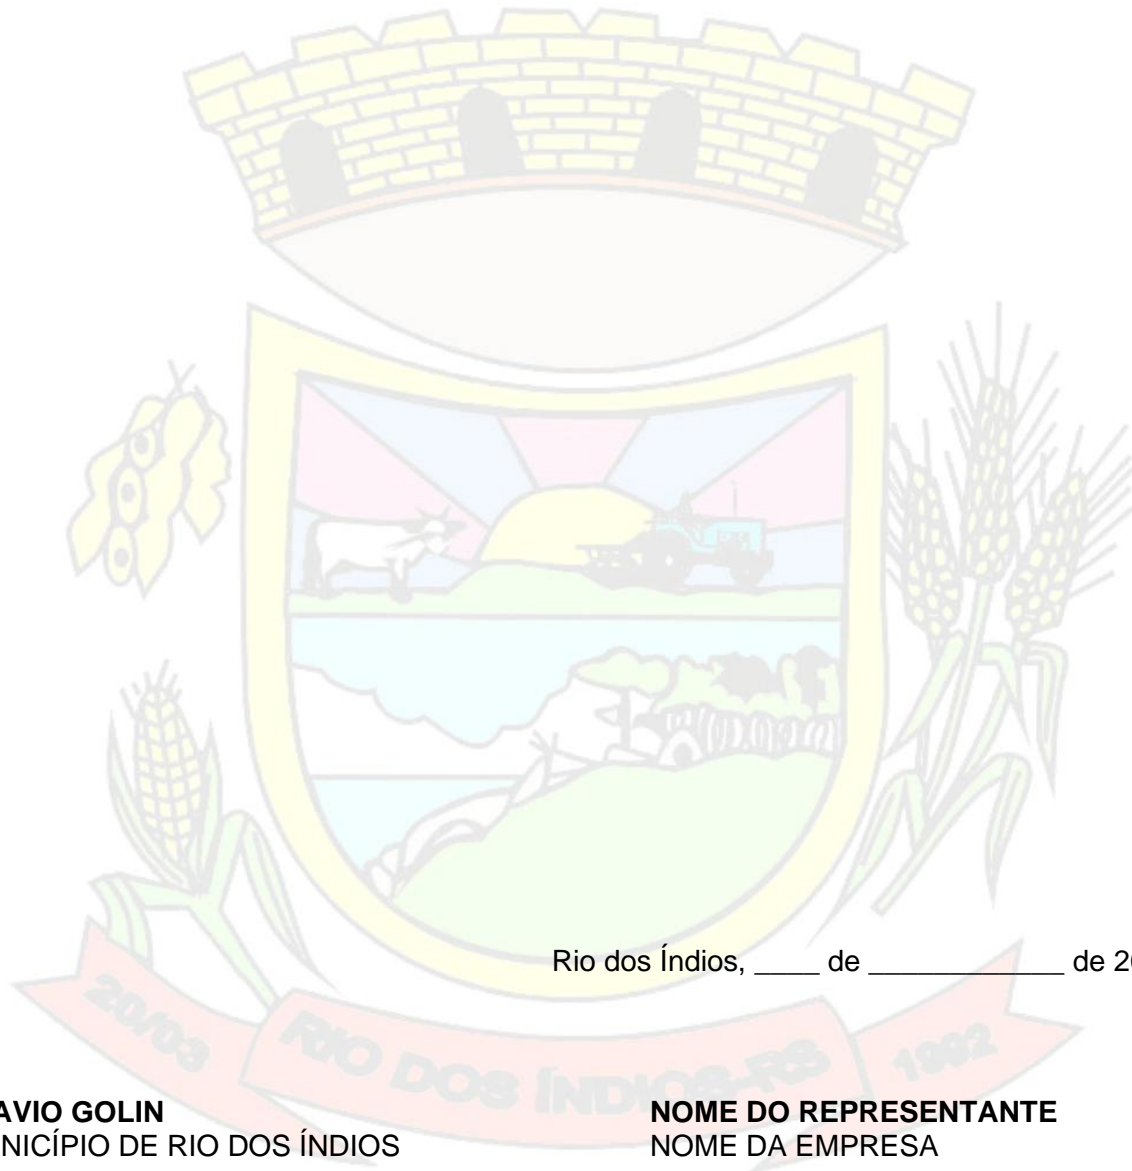 Rio dos Índios, ____ de ____________ de 2
20/03 RIO DOS ÍNDIOS-RS 1992
AVIO GOLIN NOME DO REPRESENTANTE
NICÍPIO DE RIO DOS ÍNDIOS NOME DA EMPRESA